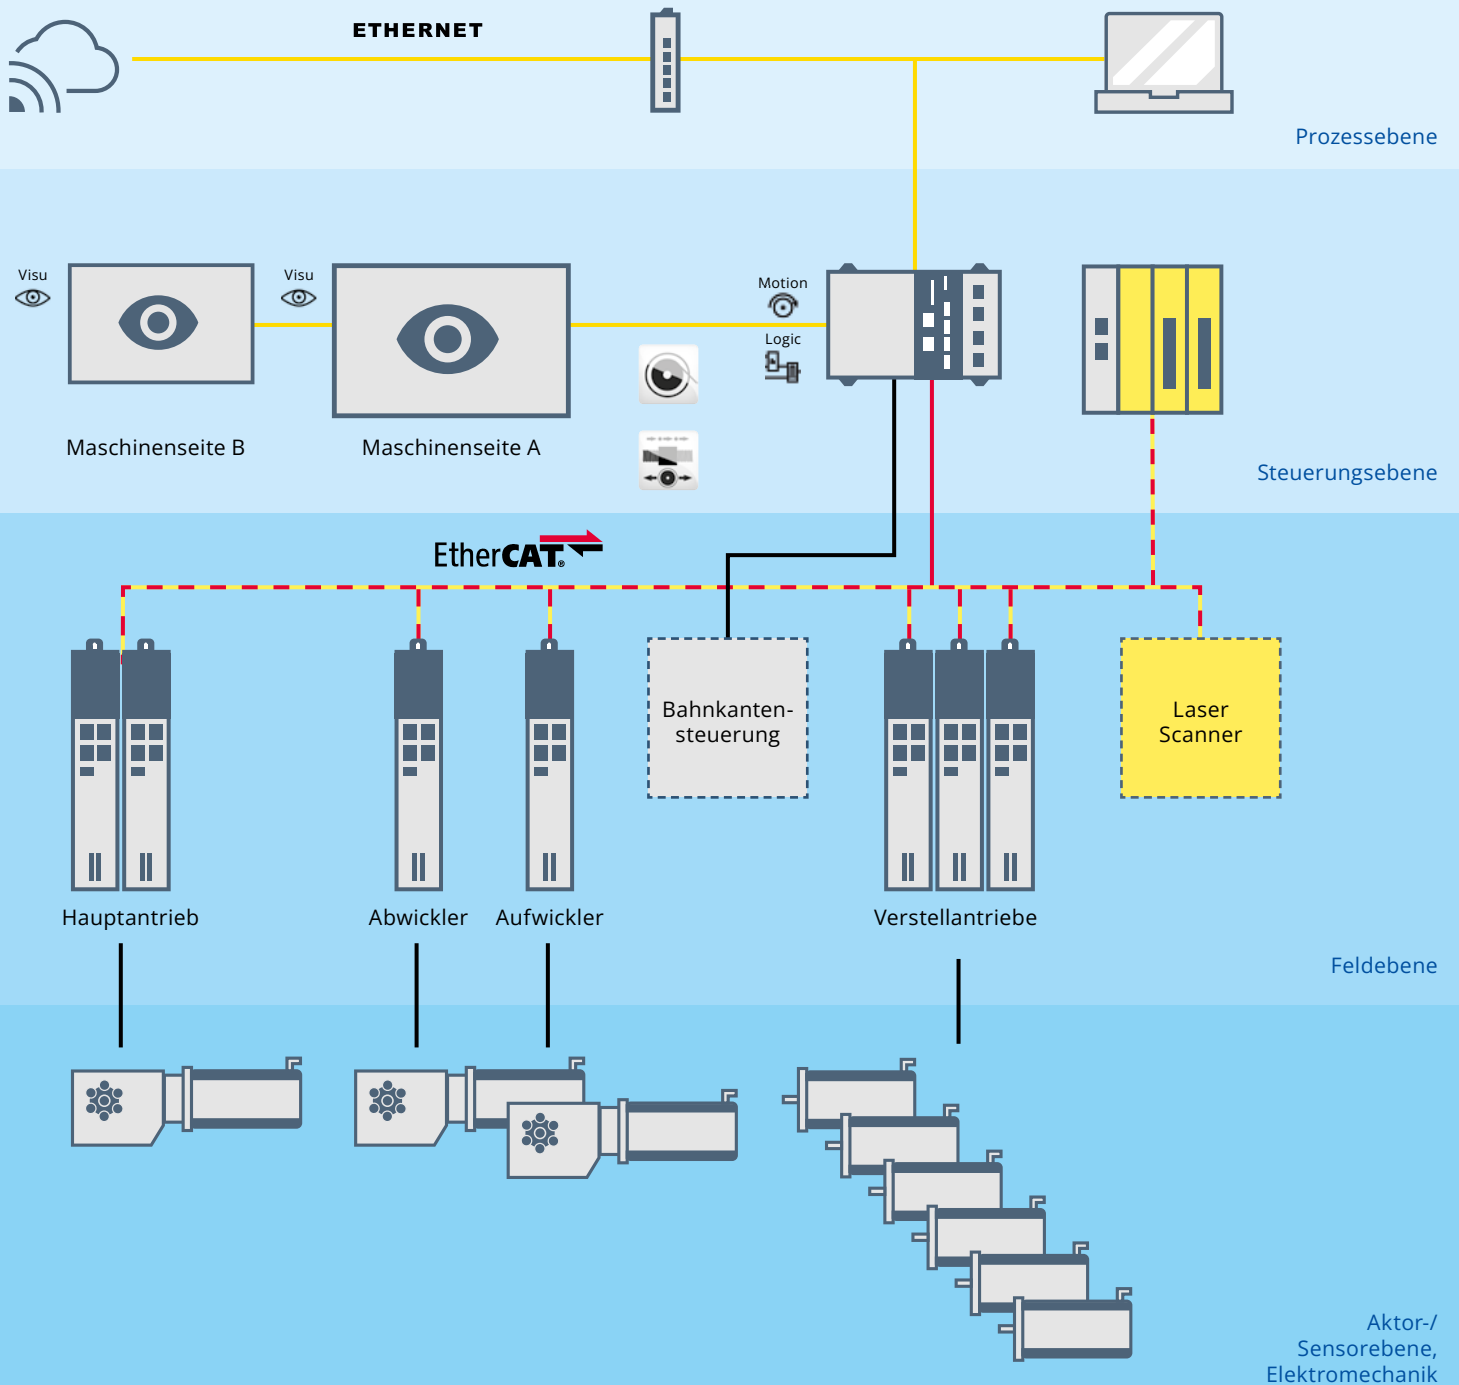 ETHERNET
Prozessebene
Visu
Visu
Motion
Logic
Maschinenseite B
Maschinenseite A
Steuerungsebene
EtherCAT®
Bahnkanten-
steuerung
Laser
Scanner
Hauptantrieb
Abwickler
Aufwickler
Verstellantriebe
Feldebene
Aktor-/
Sensorebene,
Elektromechanik